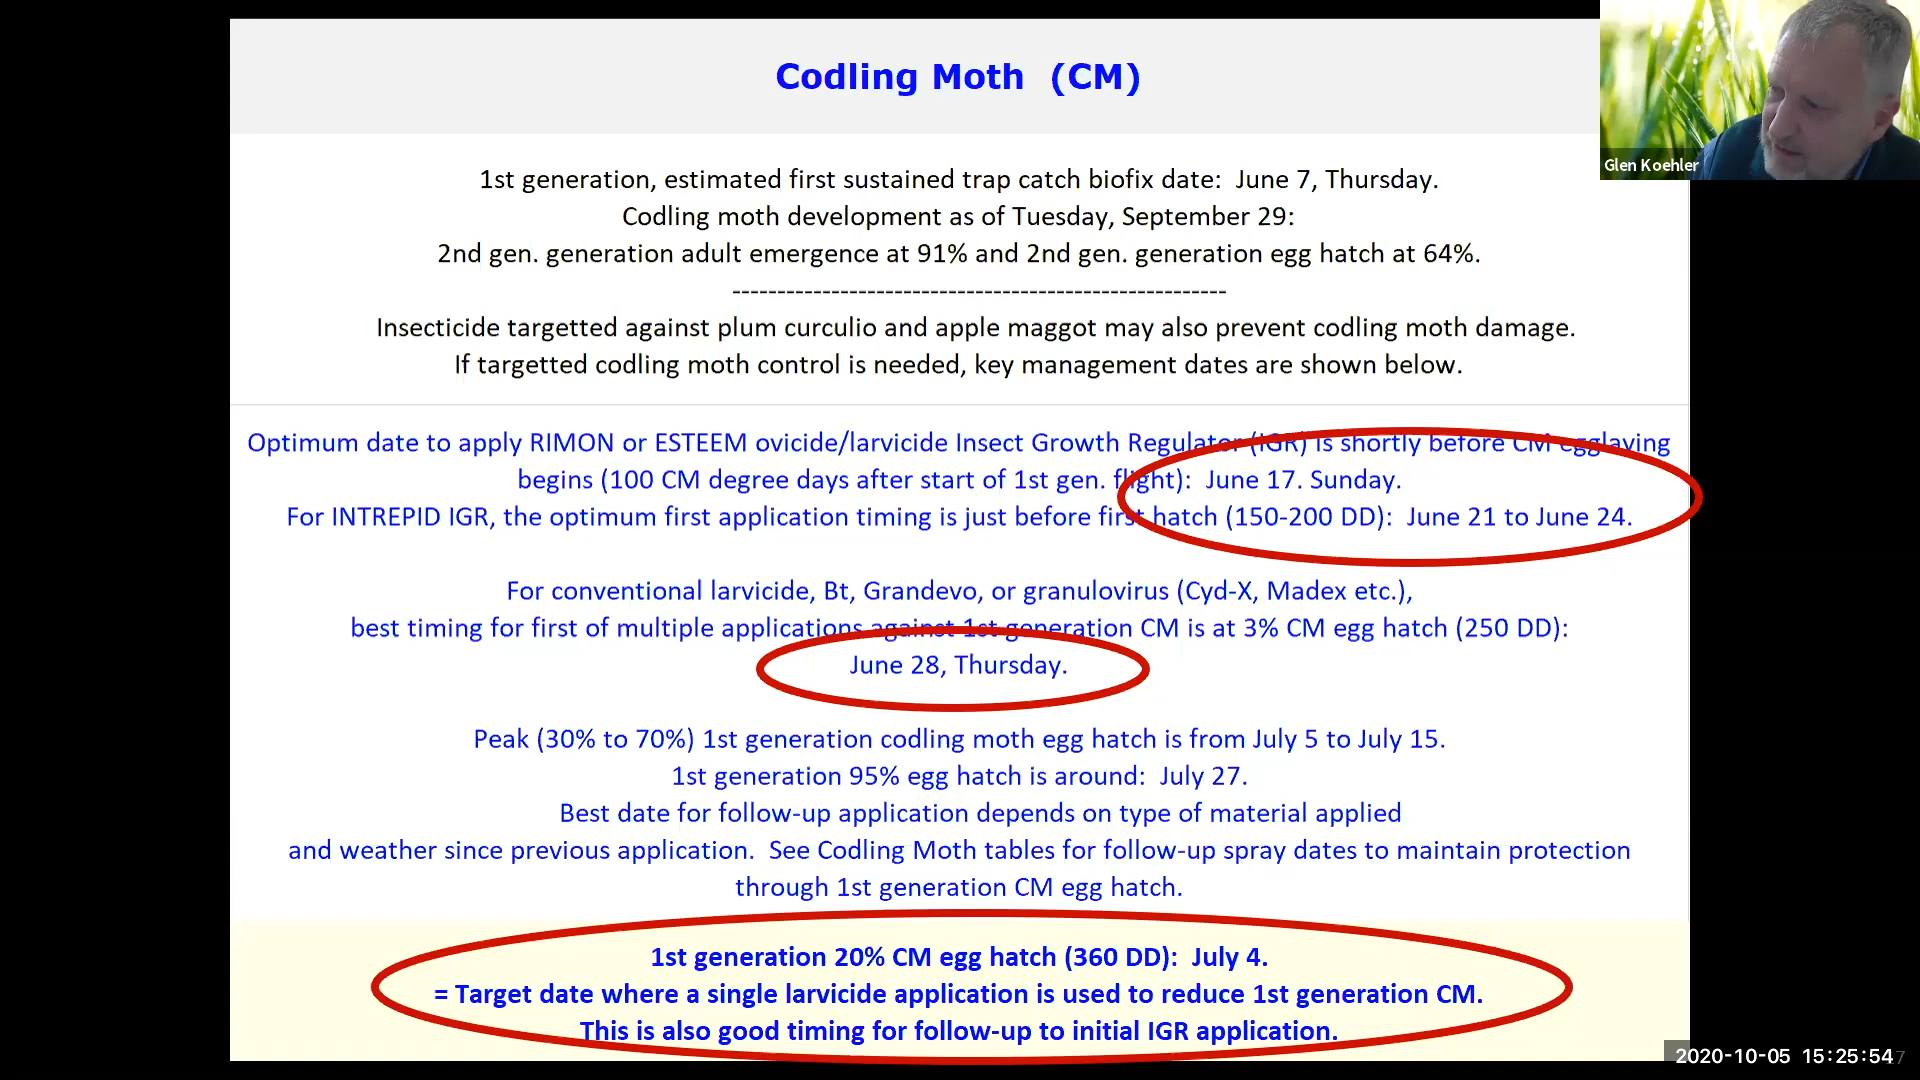 Codling Moth (CM)
Glen Koehler
1st generation, estimated first sustained trap catch biofix date: June 7, Thursday.
Codling moth development as of Tuesday, September 29:
2nd gen. generation adult emergence at 91% and 2nd gen. generation egg hatch at 64%.
-------------------------------------------------------
Insecticide targetted against plum curculio and apple maggot may also prevent codling moth damage.
If targetted codling moth control is needed, key management dates are shown below.
Optimum date to apply RIMON or ESTEEM ovicide/larvicide Insect Growth Regulator (IGR) is shortly before CM egglaying
begins (100 CM degree days after start of 1st gen. flight): June 17. Sunday.
For INTREPID IGR, the optimum first application timing is just before first hatch (150-200 DD): June 21 to June 24.
For conventional larvicide, Bt, Grandevo, or granulovirus (Cyd-X, Madex etc.),
best timing for first of multiple applications against 1st generation CM is at 3% CM egg hatch (250 DD):
June 28, Thursday.
Peak (30% to 70%) 1st generation codling moth egg hatch is from July 5 to July 15.
1st generation 95% egg hatch is around: July 27.
Best date for follow-up application depends on type of material applied
and weather since previous application. See Codling Moth tables for follow-up spray dates to maintain protection
through 1st generation CM egg hatch.
1st generation 20% CM egg hatch (360 DD): July 4.
= Target date where a single larvicide application is used to reduce 1st generation CM.
This is also good timing for follow-up to initial IGR application.
2020-10-05 15:25:54